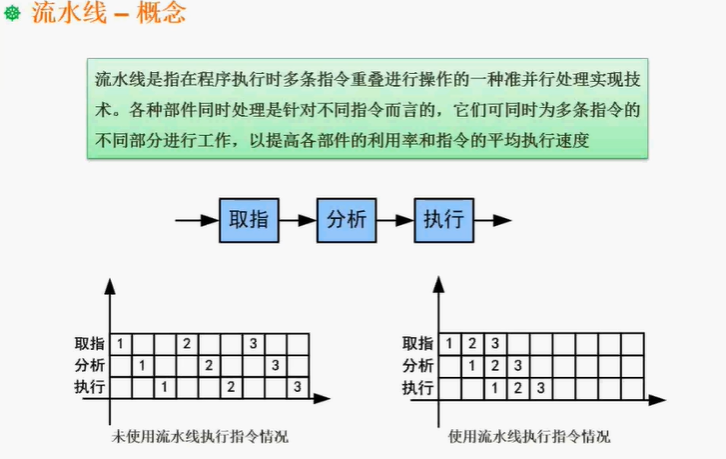 流水线 – 概念
流水线是指在程序执行时多条指令重叠进行操作的一种准并行处理实现技
术。各种部件同时处理是针对不同指令而言的，它们可同时为多条指令的
不同部分进行工作，以提高各部件的利用率和指令的平均执行速度
取指 分析 执行
取指 1 2 3
分析 1 2 3
执行 1 2 3
未使用流水线执行指令情况
取指 1 2 3
分析 1 2 3
执行 1 2 3
使用流水线执行指令情况